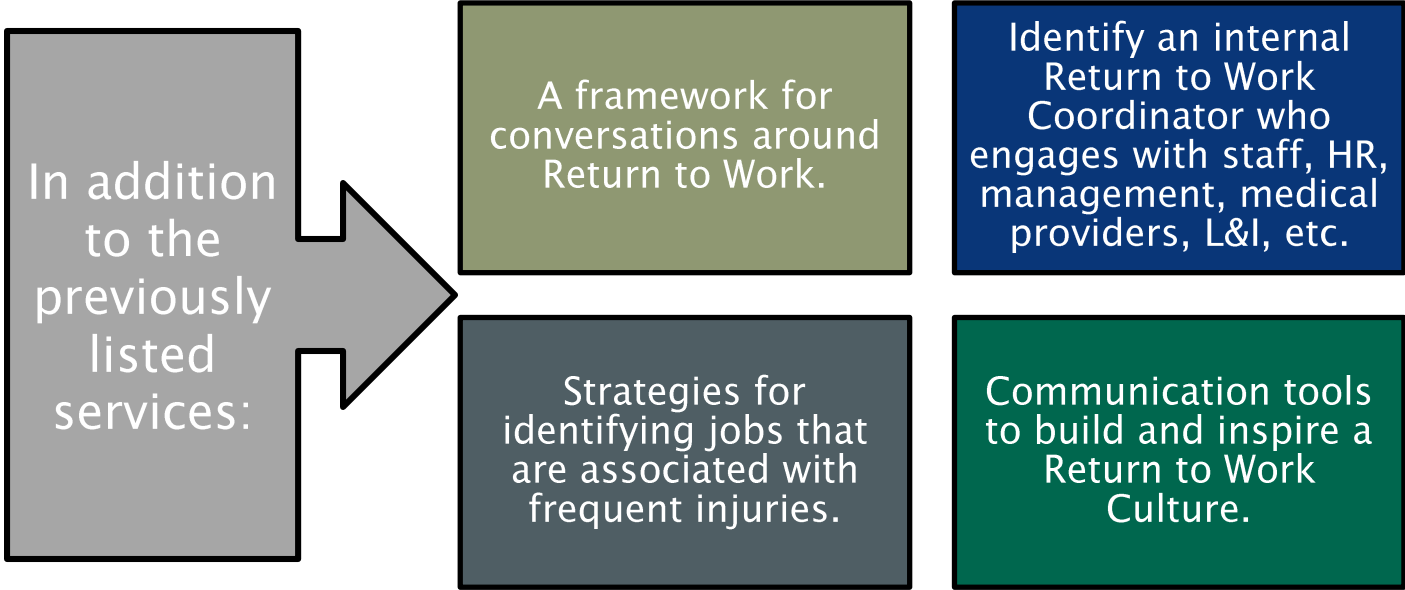 In addition
to the
previously
listed
services:
A framework for
conversations around
Return to Work.
Identify an internal
Return to Work
Coordinator who
engages with staff, HR,
management, medical
providers, L&I, etc.
Strategies for
identifying jobs that
are associated with
frequent injuries.
Communication tools
to build and inspire a
Return to Work
Culture.